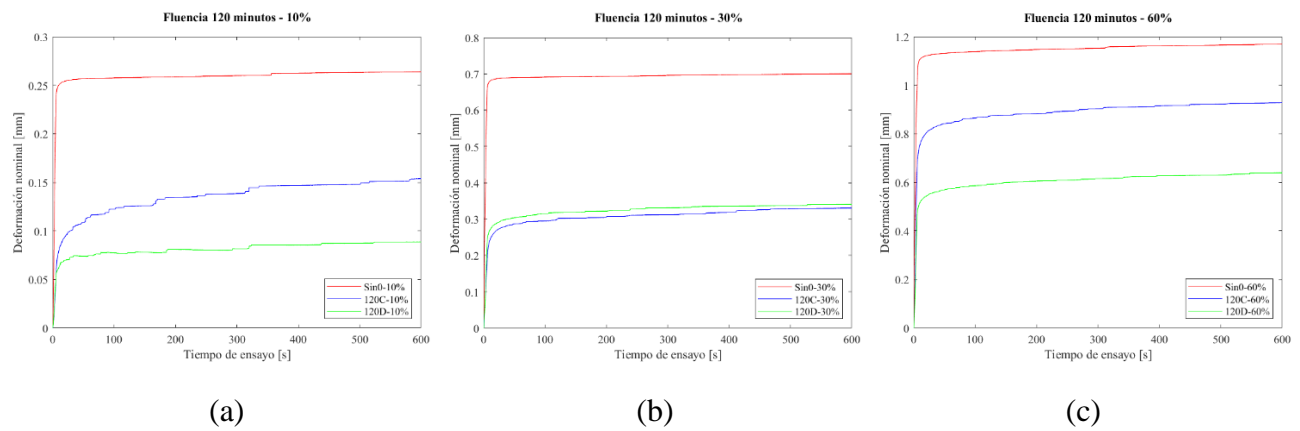 Fluencia 120 minutos - 10%
Deformación nominal [mm]
0.3
0.25
0.2
0.15
0.1
0.05
0
0 100 200 300 400 500 600
Tiempo de ensayo [s]
Sin0-10%
120C-10%
120D-10%
(a)
Fluencia 120 minutos - 30%
Deformación nominal [mm]
0.8
0.7
0.6
0.5
0.4
0.3
0.2
0.1
0
0 100 200 300 400 500 600
Tiempo de ensayo [s]
Sin0-30%
120C-30%
120D-30%
(b)
Fluencia 120 minutos - 60%
Deformación nominal [mm]
1.2
1
0.8
0.6
0.4
0.2
0
0 100 200 300 400 500 600
Tiempo de ensayo [s]
Sin0-60%
120C-60%
120D-60%
(c)